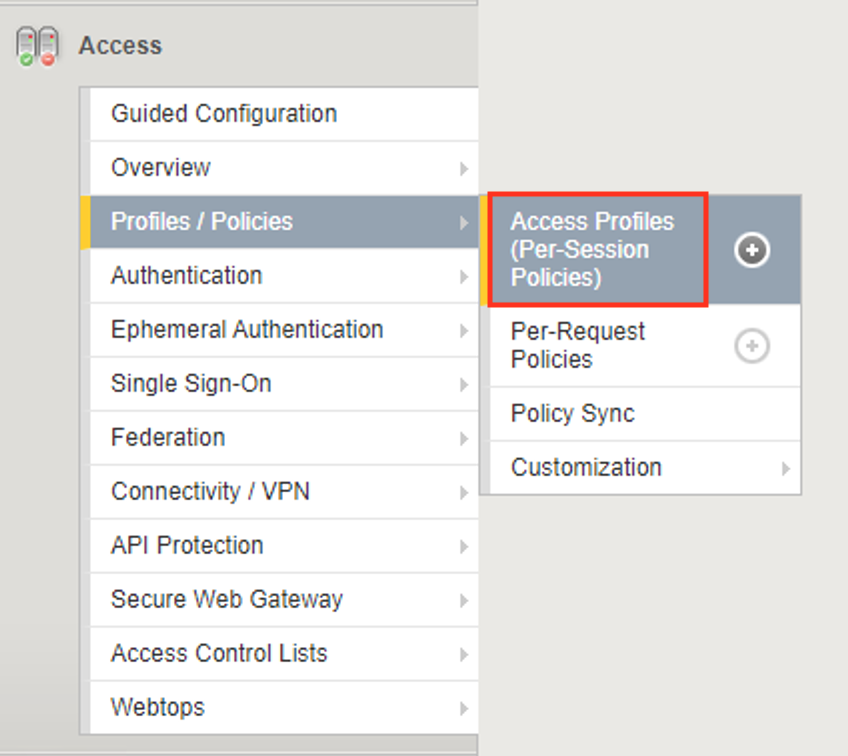 Access
Guided Configuration
Overview
Profiles / Policies
Authentication
Ephemeral Authentication
Single Sign-On
Federation
Connectivity / VPN
API Protection
Secure Web Gateway
Access Control Lists
Webtops
Access Profiles
(Per-Session
Policies)
Per-Request
Policies
Policy Sync
Customization